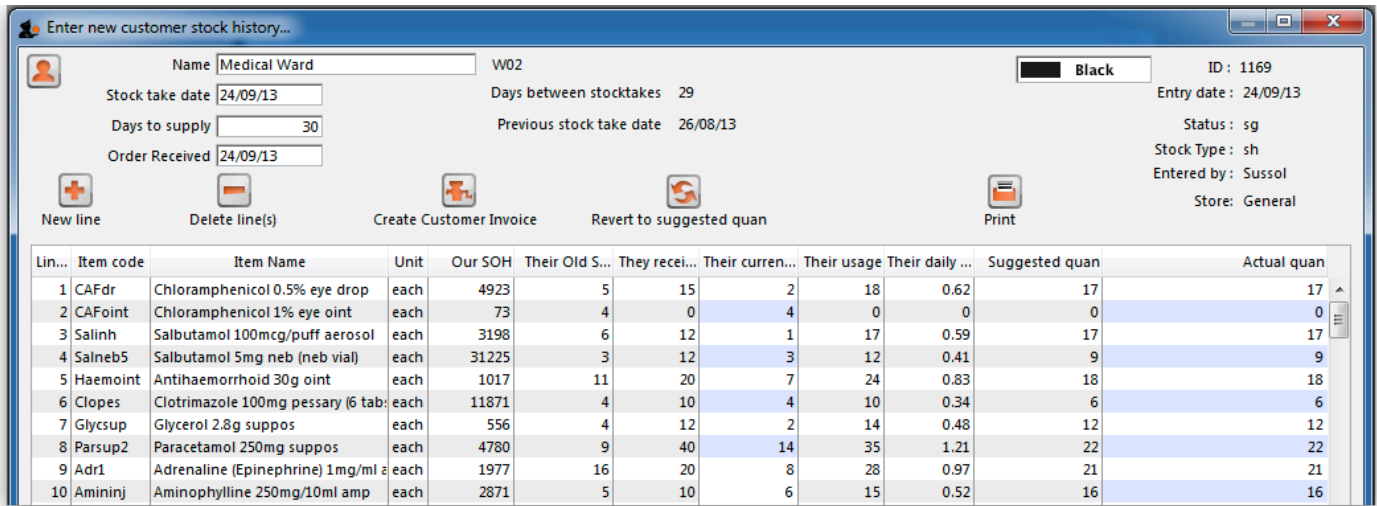 Enter new customer stock history...
Name Medical Ward W02 Black ID : 1169
Stock take date 24/09/13 Days between stocktakes 29 Entry date : 24/09/13
Days to supply 30 Previous stock take date 26/08/13 Status : sg
Order Received 24/09/13 Stock Type : sh
Entered by : Sussol
Store: General
New line Delete line(s) Create Customer Invoice Revert to suggested quan Print
Lin... Item code Item Name Unit Our SOH Their Old S... They recei... Their curren... Their usage Their daily ... Suggested quan Actual quan
1 CAFdr Chloramphenicol 0.5% eye drop each 4923 5 15 2 18 0.62 17 17
2 CAFoint Chloramphenicol 1% eye oint each 73 4 0 4 0 0 0 0
3 Salinh Salbutamol 100mcg/puff aerosol each 3198 6 12 1 17 0.59 17 17
4 Salneb5 Salbutamol 5mg neb (neb vial) each 31225 3 12 3 12 0.41 9 9
5 Haemoint Antihaemorrhoid 30g oint each 1017 11 20 7 24 0.83 18 18
6 Clopes Clotrimazole 100mg pessary (6 tab each 11871 4 10 4 10 0.34 6 6
7 Glycsup Glycerol 2.8g suppos each 556 4 12 2 14 0.48 12 12
8 Parsup2 Paracetamol 250mg suppos each 4780 9 40 14 35 1.21 22 22
9 Adr1 Adrenaline (Epinephrine) 1mg/ml a each 1977 16 20 8 28 0.97 21 21
10 Amininj Aminophylline 250mg/10ml amp each 2871 5 10 6 15 0.52 16 16